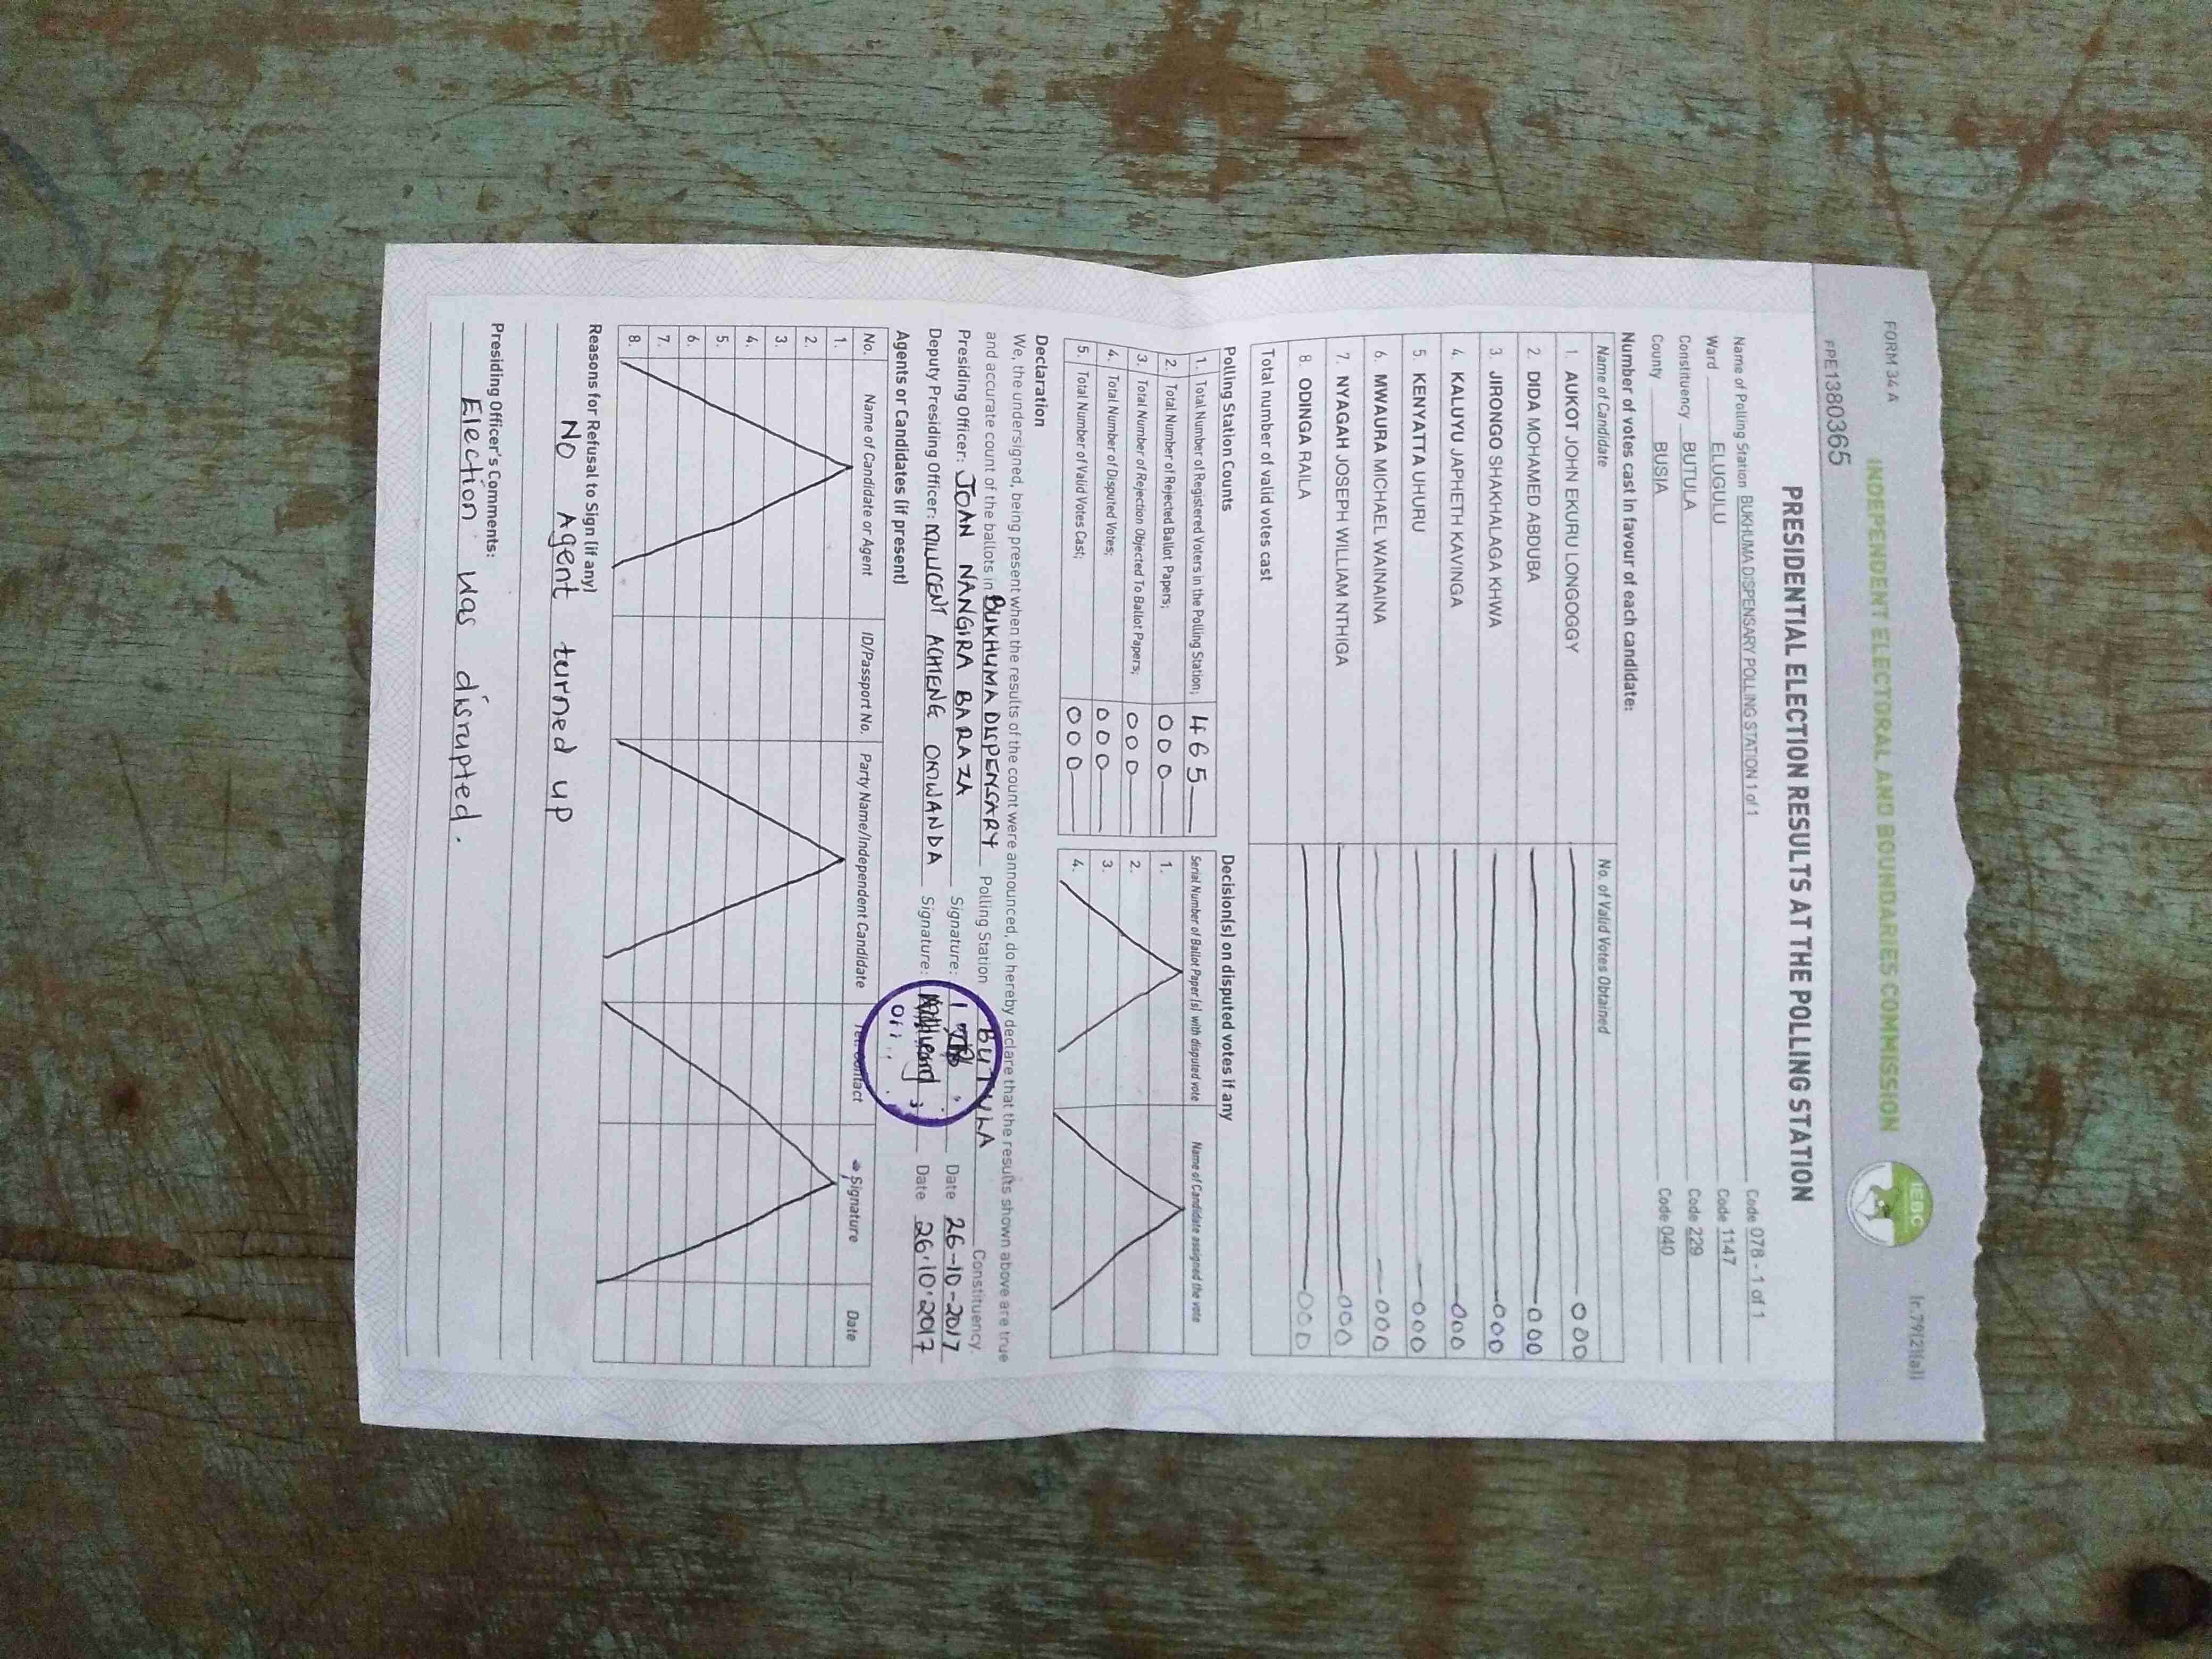 FORM 34A
Ir.79(2)(a)]
INDEPENDENT ELECTORAL AND BOUNDARIES COMMISSION
IEBC
FPE1380365
PRESIDENTIAL ELECTION RESULTS AT THE POLLING STATION
Name of Polling Station BUKHUMA DISPENSARY POLLING STATION 1 of 1 Code 078 - 1 of 1
Ward ELUGULU Code 1147
Constituency BUTULA Code 229
County BUSIA Code 040
Number of votes cast in favour of each candidate:
Name of Candidate No. of Valid Votes Obtained
1. AUKOT JOHN EKURU LONGOGGY 000
2. DIDA MOHAMED ABDUBA 000
3. JIRONGO SHAKHALAGA KHWA 000
4. KALUYU JAPHETH KAVINGA 000
5. KENYATTA UHURU 000
6. MWAURA MICHAEL WAINAINA 000
7. NYAGAH JOSEPH WILLIAM NTHIGA 000
8. ODINGA RAILA 000
Total number of valid votes cast
Polling Station Counts Decision(s) on disputed votes if any
1. Total Number of Registered Voters in the Polling Station; 465 Serial Number of Ballot Paper (s) with disputed vote Name of Candidate assigned the vote
2. Total Number of Rejected Ballot Papers; 000 1.
3. Total Number of Rejection Objected To Ballot Papers; 000 2.
4. Total Number of Disputed Votes; 000 3.
5. Total Number of Valid Votes Cast; 000 4.
Declaration
We, the undersigned, being present when the results of the count were announced, do hereby declare that the results shown above are true
and accurate count of the ballots in BUKHUMA DISPENSARY Polling Station BUTULA Constituency.
Presiding Officer: JOAN NANGIRA BARAZA Signature: Date 26-10-2017
Deputy Presiding Officer: MILLICENT ACHIENG OKWANDA Signature: Date 26.10.2017
Agents or Candidates (if present)
No. Name of Candidate or Agent ID/Passport No. Party Name/Independent Candidate Tel. contact Signature Date
1.
2.
3.
4.
5.
6.
7.
8.
Reasons for Refusal to Sign (if any)
No Agent turned up
Presiding Officer's Comments:
Election was disrupted.